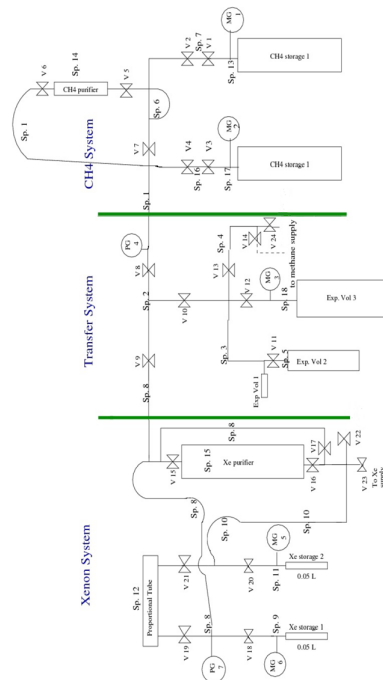 CH4 System
V 6
Sp. 14
CH4 purifier
V 5
Sp. 6
Sp. 1
V 7
V 2
Sp. 7
V 1
MG
1
Sp. 13
CH4 storage 1
V4
V3
Sp. 16
Sp. 17
MG
2
CH4 storage 1
Sp. 1
Transfer System
PG
4
V 8
Sp. 2
V 9
Sp. 8
V 10
Sp. 4
V14
V 24
to methane supply
V 13
V 12
MG
3
Sp. 18
Exp. Vol 3
Sp. 3
V 11
Sp. 5
Exp. Vol 2
Exp Vol 1
Xenon System
Sp. 8
V 15
Sp. 15
Xe purifier
V17
V 22
V 16
V 23
To Xe
supply
Sp. 8
Sp. 10
Sp. 10
Sp. 12
Proportional Tube
V 21
V 20
MG
5
Sp. 11
Xe storage 2
0.05 L
V 19
Sp. 8
V 18
Sp. 9
Xe storage 1
0.05 L
PG
7
MG
6